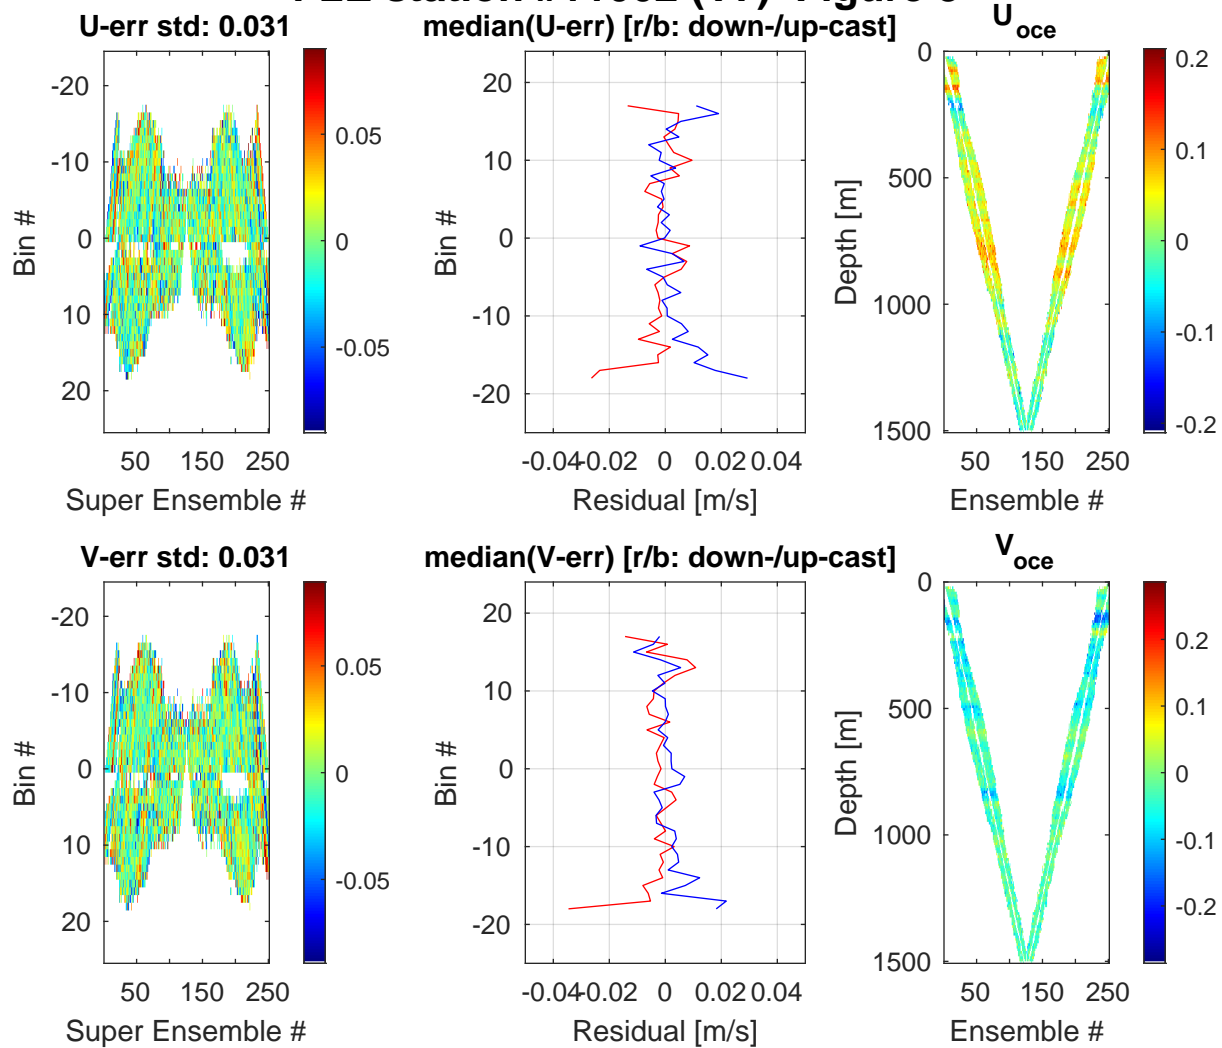 U-err std: 0.031
median(U-err) [r/b: down-/up-cast]
U_oce
-20
-10
0
10
20
Bin #
50 150 250
Super Ensemble #
0.05
0
-0.05
20
10
0
-10
-20
Bin #
-0.04 -0.02 0 0.02 0.04
Residual [m/s]
0
500
1000
1500
Depth [m]
50 150 250
Ensemble #
0.2
0.1
0
-0.1
-0.2
V-err std: 0.031
median(V-err) [r/b: down-/up-cast]
V_oce
-20
-10
0
10
20
Bin #
50 150 250
Super Ensemble #
0.05
0
-0.05
20
10
0
-10
-20
Bin #
-0.04 -0.02 0 0.02 0.04
Residual [m/s]
0
500
1000
1500
Depth [m]
50 150 250
Ensemble #
0.2
0.1
0
-0.1
-0.2